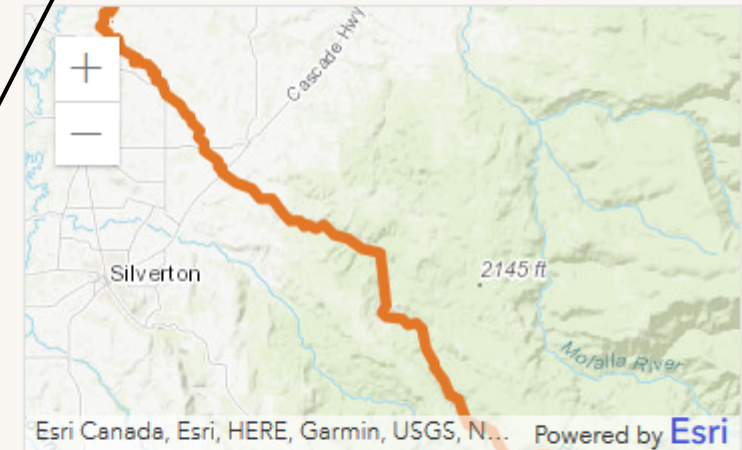 Cascade Hwy
Silverton
2145 ft
Molalla River
Esri Canada, Esri, HERE, Garmin, USGS, N... Powered by Esri